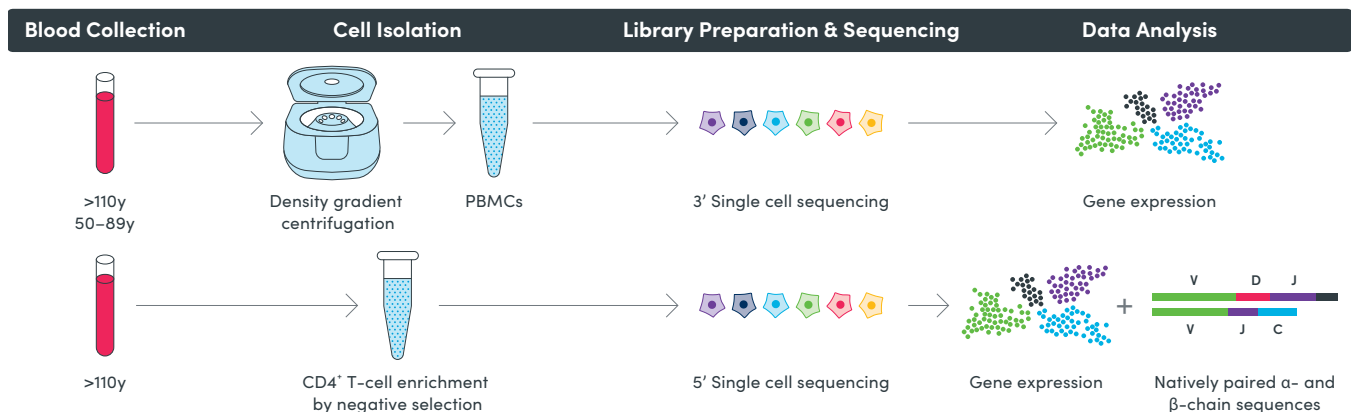 Blood Collection
Cell Isolation
Library Preparation & Sequencing
Data Analysis
>110y
50–89y
Density gradient
centrifugation
PBMCs
3′ Single cell sequencing
Gene expression
V
D
J
V
J
C
>110y
CD4⁺ T-cell enrichment
by negative selection
5′ Single cell sequencing
Gene expression
+
Natively paired α- and
β-chain sequences